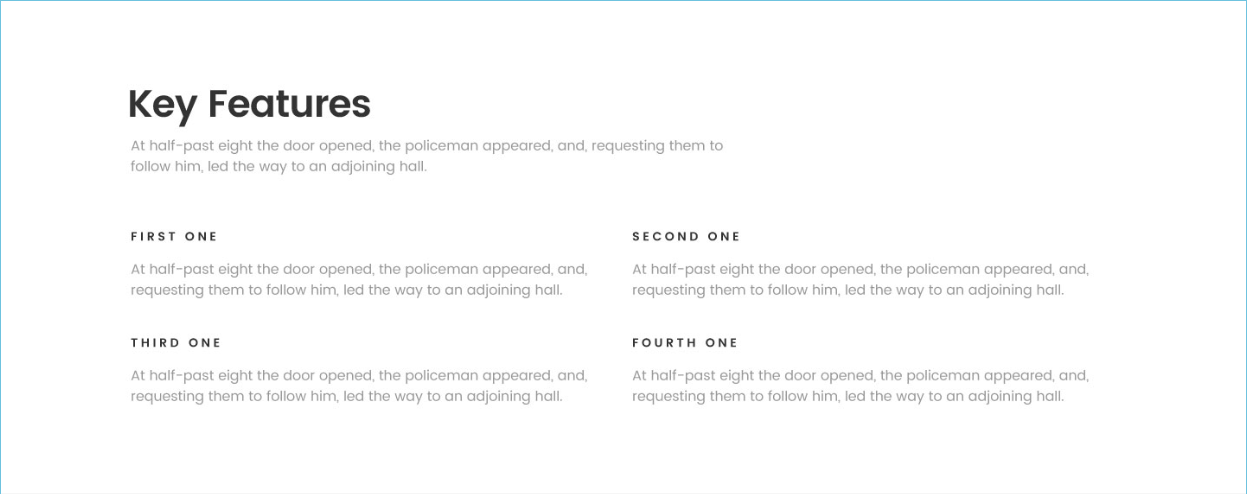 Key Features
At half-past eight the door opened, the policeman appeared, and, requesting them to
follow him, led the way to an adjoining hall.
FIRST ONE
At half-past eight the door opened, the policeman appeared, and,
requesting them to follow him, led the way to an adjoining hall.
SECOND ONE
At half-past eight the door opened, the policeman appeared, and,
requesting them to follow him, led the way to an adjoining hall.
THIRD ONE
At half-past eight the door opened, the policeman appeared, and,
requesting them to follow him, led the way to an adjoining hall.
FOURTH ONE
At half-past eight the door opened, the policeman appeared, and,
requesting them to follow him, led the way to an adjoining hall.